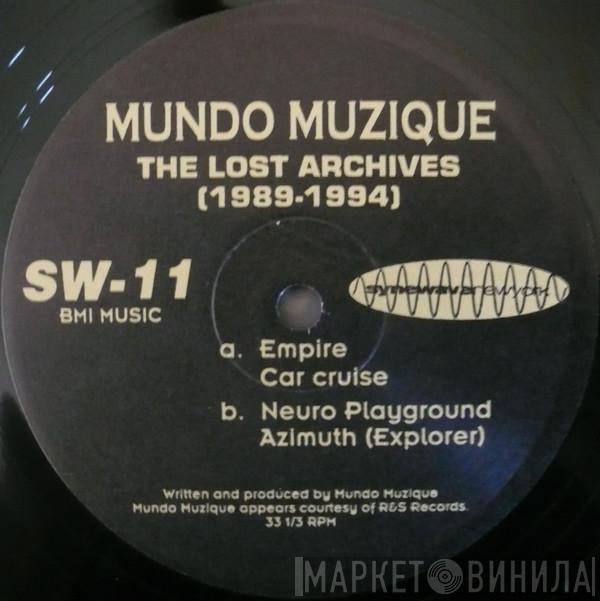 MUNDO MUZIQUE
THE LOST ARCHIVES
(1989-1994)
SW-11
BMI MUSIC
synewave newyork
a. Empire
Car cruise
b. Neuro Playground
Azimuth (Explorer)
Written and produced by Mundo Muzique
Mundo Muzique appears courtesy of R&S Records.
33 1/3 RPM
МАРКЕТ ВИНИЛА